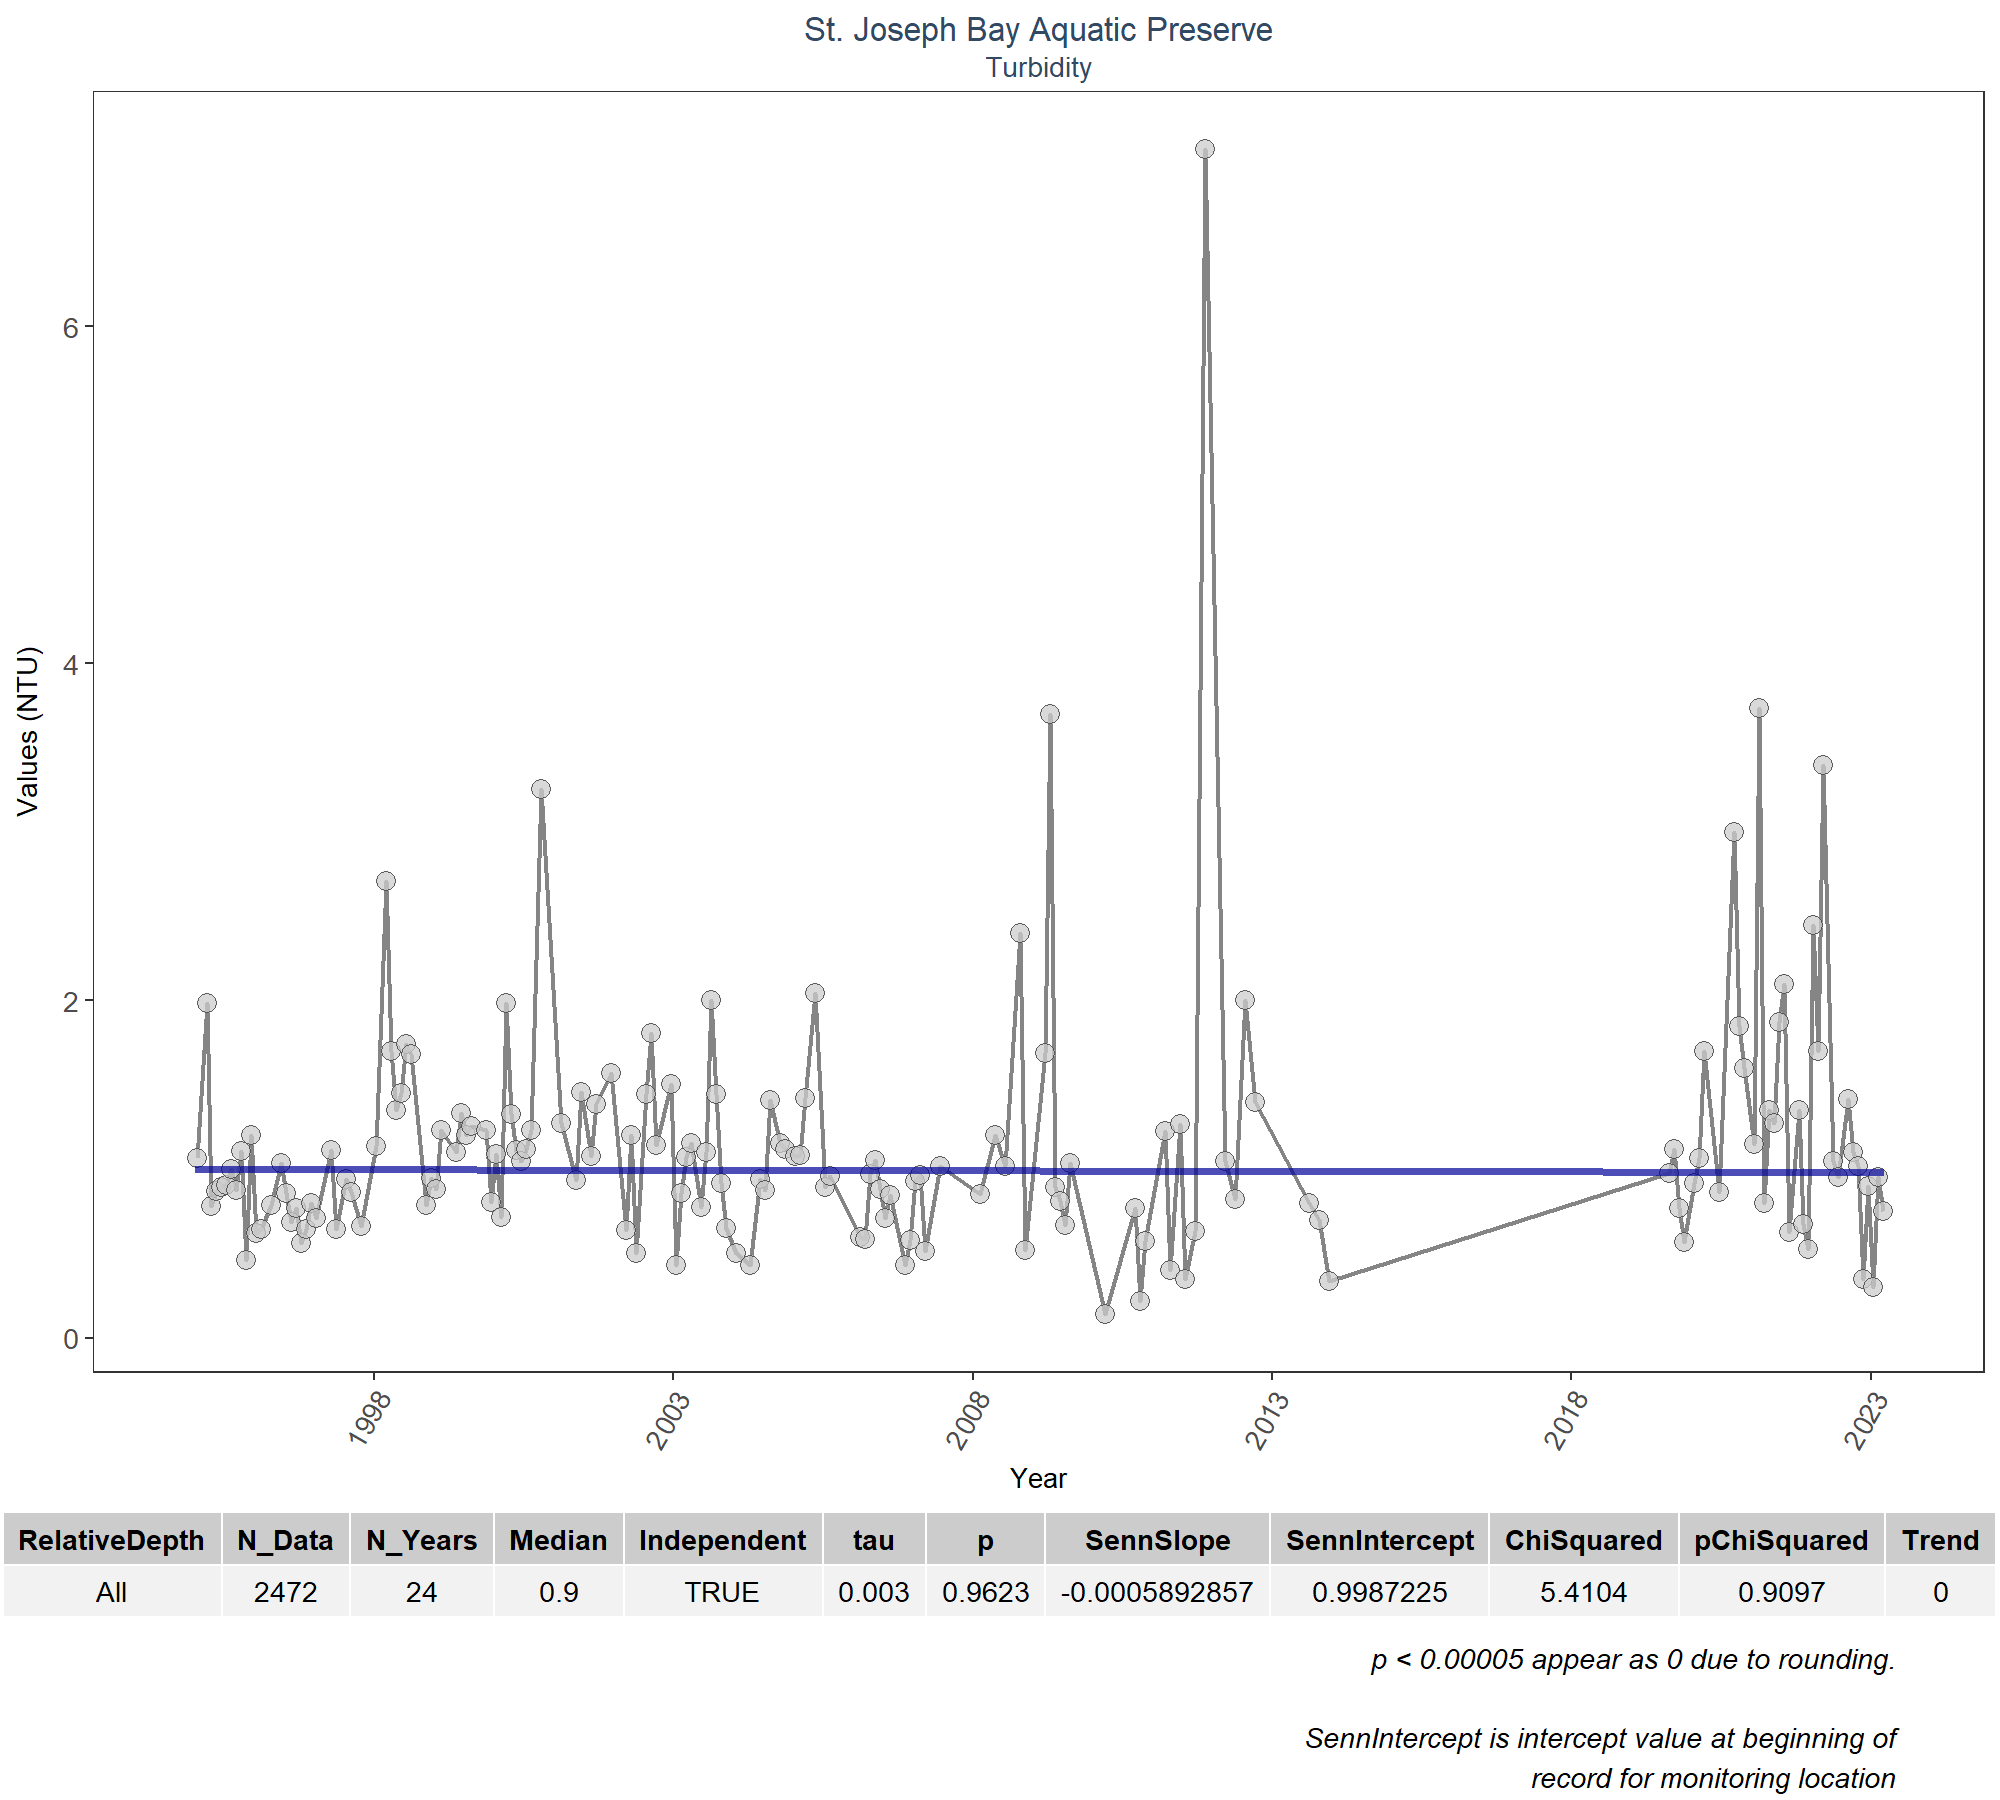 St. Joseph Bay Aquatic Preserve
Turbidity
Values (NTU)
6
4
2
0
1998 2003 2008 2013 2018 2023
Year
RelativeDepth N_Data N_Years Median Independent tau p SennSlope SennIntercept ChiSquared pChiSquared Trend
All 2472 24 0.9 TRUE 0.003 0.9623 -0.0005892857 0.9987225 5.4104 0.9097 0
p < 0.00005 appear as 0 due to rounding.
SennIntercept is intercept value at beginning of
record for monitoring location